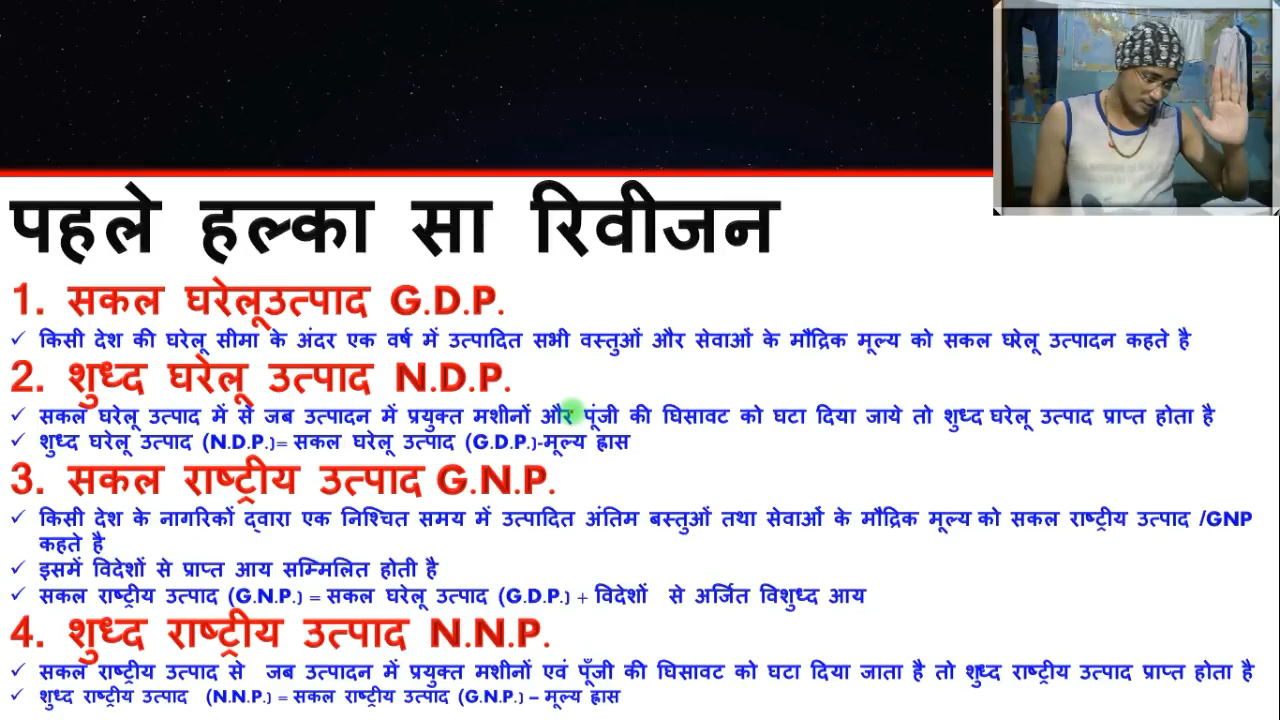 पहले हल्का सा रिवीजन
1. सकल घरेलूउत्पाद G.D.P.
✓ किसी देश की घरेलू सीमा के अंदर एक वर्ष में उत्पादित सभी वस्तुओं और सेवाओं के मौद्रिक मूल्य को सकल घरेलू उत्पादन कहते है
2. शुध्द घरेलू उत्पाद N.D.P.
✓ सकल घरेलू उत्पाद में से जब उत्पादन में प्रयुक्त मशीनों और पूंजी की घिसावट को घटा दिया जाये तो शुध्द घरेलू उत्पाद प्राप्त होता है
✓ शुध्द घरेलू उत्पाद (N.D.P.)= सकल घरेलू उत्पाद (G.D.P.)-मूल्य ह्रास
3. सकल राष्ट्रीय उत्पाद G.N.P.
✓ किसी देश के नागरिकों द्वारा एक निश्चित समय में उत्पादित अंतिम बस्तुओं तथा सेवाओं के मौद्रिक मूल्य को सकल राष्ट्रीय उत्पाद /GNP
कहते है
✓ इसमें विदेशों से प्राप्त आय सम्मिलित होती है
✓ सकल राष्ट्रीय उत्पाद (G.N.P.) = सकल घरेलू उत्पाद (G.D.P.) + विदेशों से अर्जित विशुध्द आय
4. शुध्द राष्ट्रीय उत्पाद N.N.P.
✓ सकल राष्ट्रीय उत्पाद से जब उत्पादन में प्रयुक्त मशीनों एवं पूँजी की घिसावट को घटा दिया जाता है तो शुध्द राष्ट्रीय उत्पाद प्राप्त होता है
✓ शुध्द राष्ट्रीय उत्पाद (N.N.P.) = सकल राष्ट्रीय उत्पाद (G.N.P.) – मूल्य ह्रास